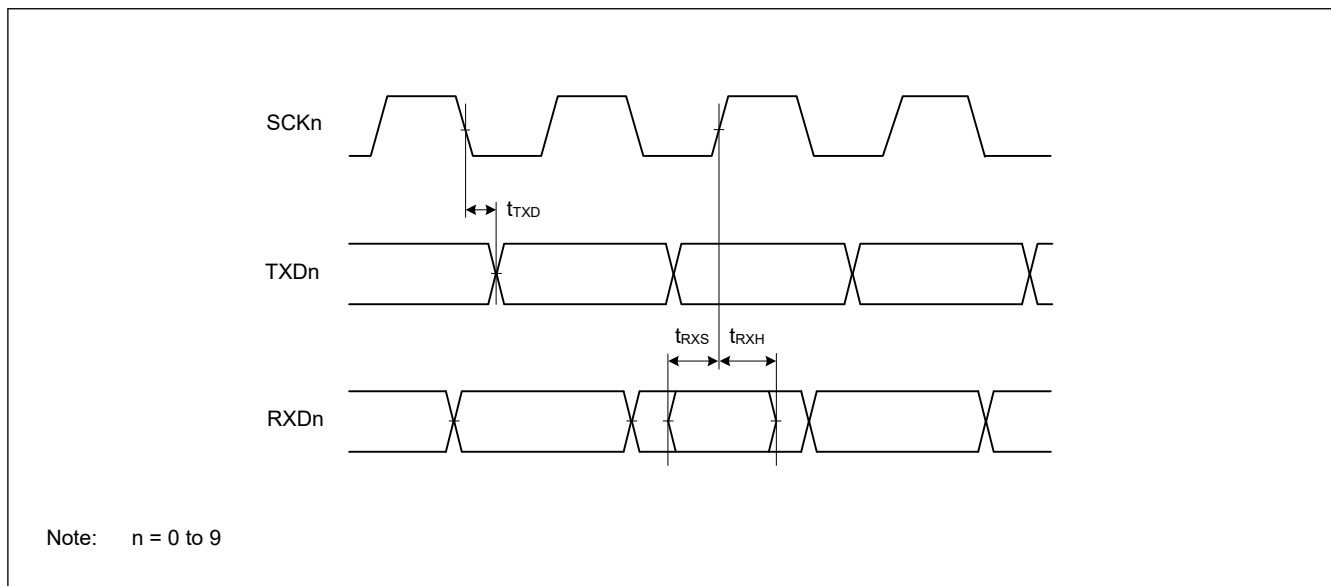 SCKn
tTXD
TXDn
tRXS tRXH
RXDn
Note: n = 0 to 9